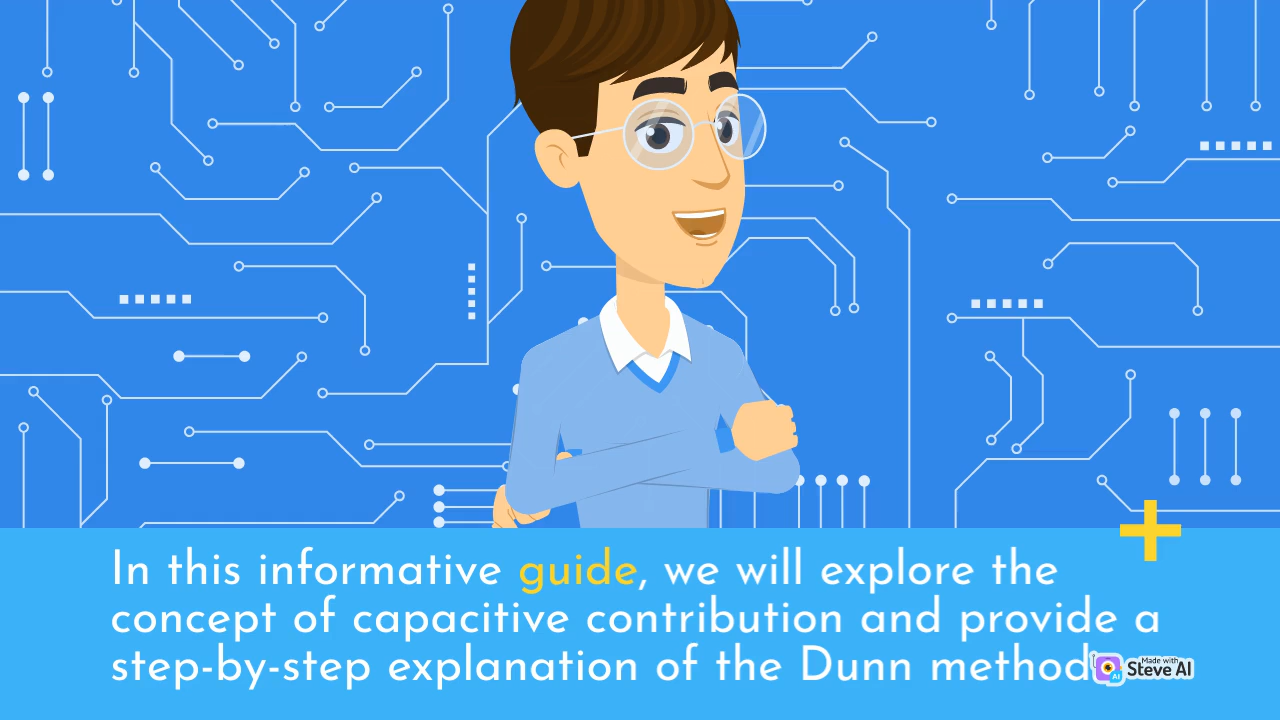 In this informative guide, we will explore the
concept of capacitive contribution and provide a
step-by-step explanation of the Dunn method
Made with
Steve AI
AI